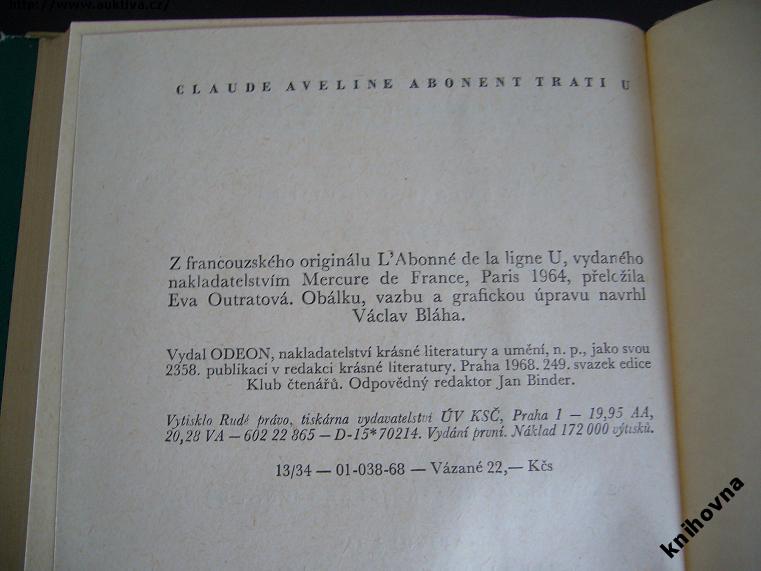 http://www.auktiva.cz/
CLAUDE AVELINE ABONENT TRATI U
Z francouzského originálu L'Abonné de la ligne U, vydaného
nakladatelstvím Mercure de France, Paris 1964, přeložila
Eva Outratová. Obálku, vazbu a grafickou úpravu navrhl
Václav Bláha.
Vydal ODEON, nakladatelství krásné literatury a umění, n. p., jako svou
2358. publikaci v redakci krásné literatury. Praha 1968. 249. svazek edice
Klub čtenářů. Odpovědný redaktor Jan Binder.
Vytisklo Rudé právo, tiskárna vydavatelství ÚV KSČ, Praha 1 — 19,95 AA,
20,28 VA — 602 22 865 — D-15*70214. Vydání první. Náklad 172 000 výtisků.
13/34 — 01-038-68 — Vázané 22,— Kčs
knihovna